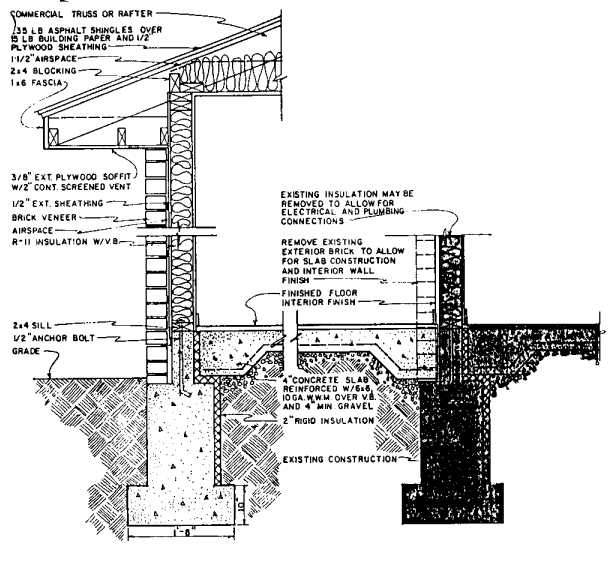 COMMERCIAL TRUSS OR RAFTER
235 LB ASPHALT SHINGLES OVER
15 LB BUILDING PAPER AND 1/2"
PLYWOOD SHEATHING
1-1/2" AIRSPACE
2x4 BLOCKING
1x6 FASCIA
3/8" EXT. PLYWOOD SOFFIT
W/2" CONT. SCREENED VENT
1/2" EXT. SHEATHING
BRICK VENEER
AIRSPACE
R-11 INSULATION W/V.B.
2x4 SILL
1/2" ANCHOR BOLT
GRADE
EXISTING INSULATION MAY BE
REMOVED TO ALLOW FOR
ELECTRICAL AND PLUMBING
CONNECTIONS
REMOVE EXISTING
EXTERIOR BRICK TO ALLOW
FOR SLAB CONSTRUCTION
AND INTERIOR WALL
FINISH
FINISHED FLOOR
INTERIOR FINISH
4" CONCRETE SLAB
REINFORCED W/6x6,
10 GA. W.W.M. OVER V.B.
AND 4" MIN. GRAVEL
2" RIGID INSULATION
EXISTING CONSTRUCTION
10"
1'-8"